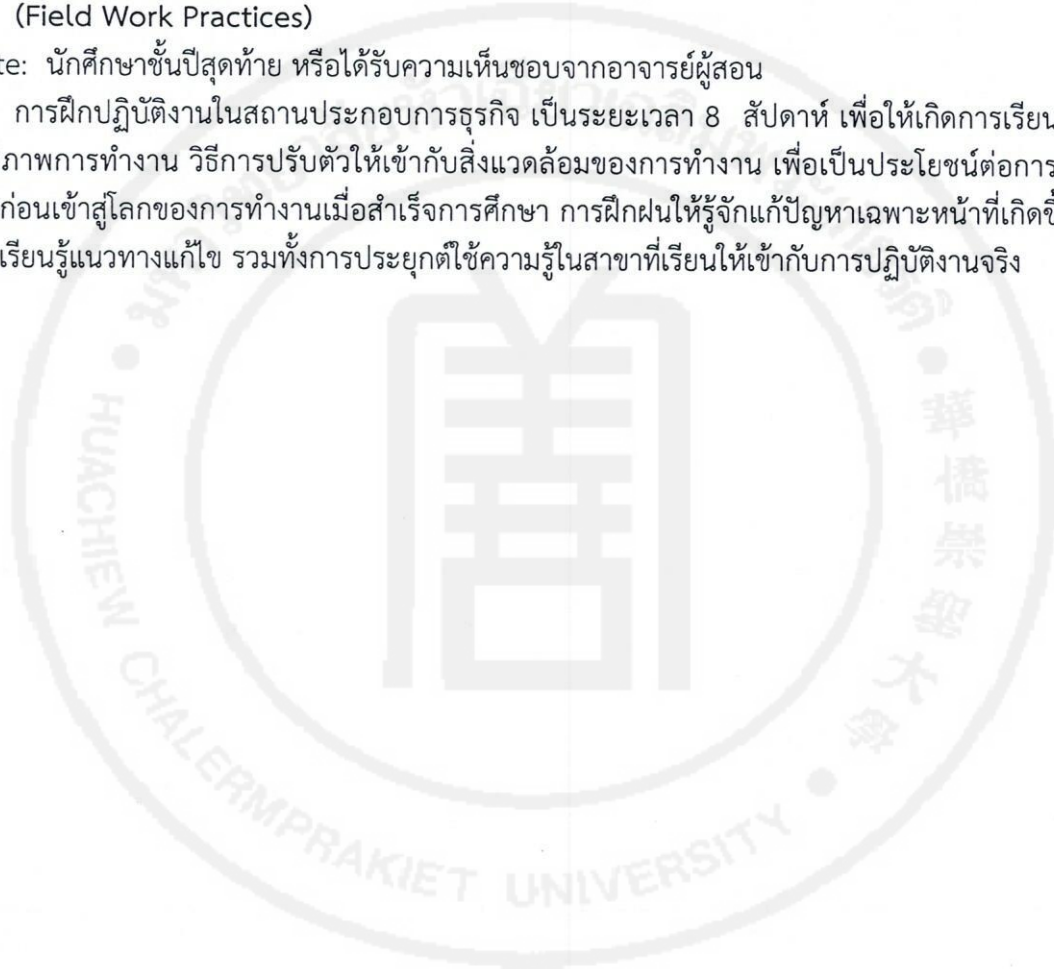 (Field Work Practices)
te: นักศึกษาชั้นปีสุดท้าย หรือได้รับความเห็นชอบจากอาจารย์ผู้สอน
การฝึกปฏิบัติงานในสถานประกอบการธุรกิจ เป็นระยะเวลา 8 สัปดาห์ เพื่อให้เกิดการเรียน
ภาพการทำงาน วิธีการปรับตัวให้เข้ากับสิ่งแวดล้อมของการทำงาน เพื่อเป็นประโยชน์ต่อการ
ก่อนเข้าสู่โลกของการทำงานเมื่อสำเร็จการศึกษา การฝึกฝนให้รู้จักแก้ปัญหาเฉพาะหน้าที่เกิดขึ้
เรียนรู้แนวทางแก้ไข รวมทั้งการประยุกต์ใช้ความรู้ในสาขาที่เรียนให้เข้ากับการปฏิบัติงานจริง
HUACHIEW CHALERMPRAKIET UNIVERSITY
華僑崇聖大學